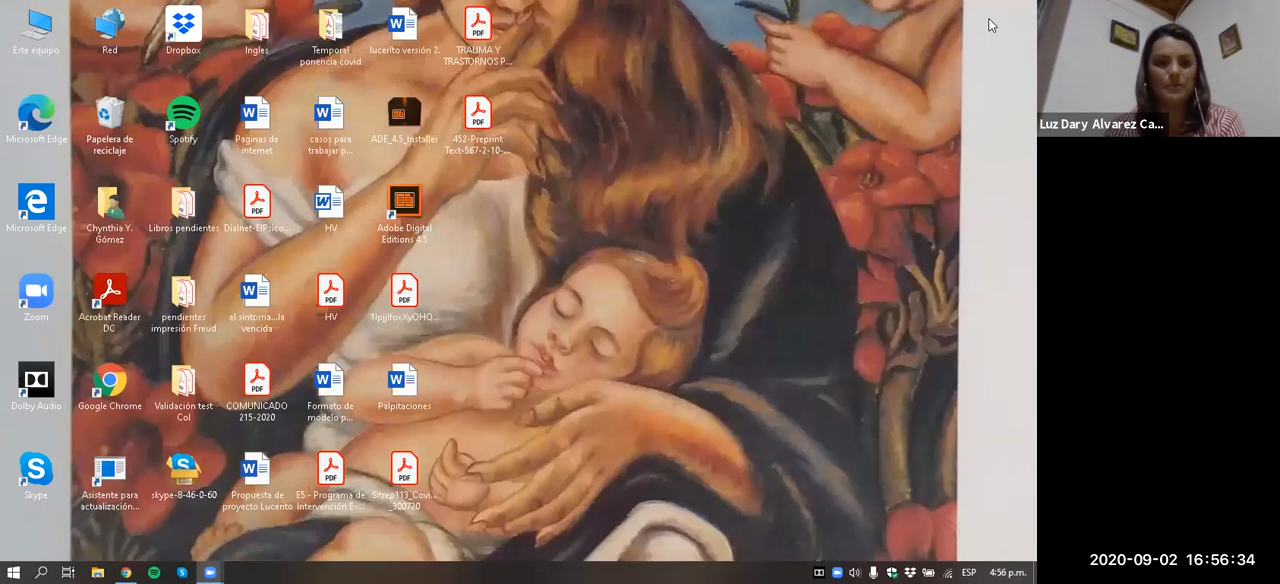 Este equipo
Red
Dropbox
Ingles
Temporal
ponencia covid
lucerito versión 2.
TRAUMA Y
TRASTORNOS P...
Microsoft Edge
Papelera de
reciclaje
Spotify
Paginas de
internet
casos para
trabajar p...
ADE_4.5_Installer
452-Preprint
Text-567-2-10-...
Microsoft Edge
Chynthia Y.
Gómez
Libros pendientes
Dialnet-ElPsico...
HV
Adobe Digital
Editions 4.5
Zoom
Acrobat Reader
DC
pendientes
impresión Freud
el sintoma...la
vencida
HV
Dolby Audio
Google Chrome
Validación test
Col
COMUNICADO
215-2020
Formato de
modelo p...
Palpitaciones
Skype
Asistente para
actualización...
skype-8-46-0-60
Propuesta de
proyecto Lucerito
E5 - Programa de
Intervención E-...
Sitrep113_Covi...
_300720
Luz Dary Alvarez Ca...
2020-09-02 16:56:34
ESP
4:56 p.m.